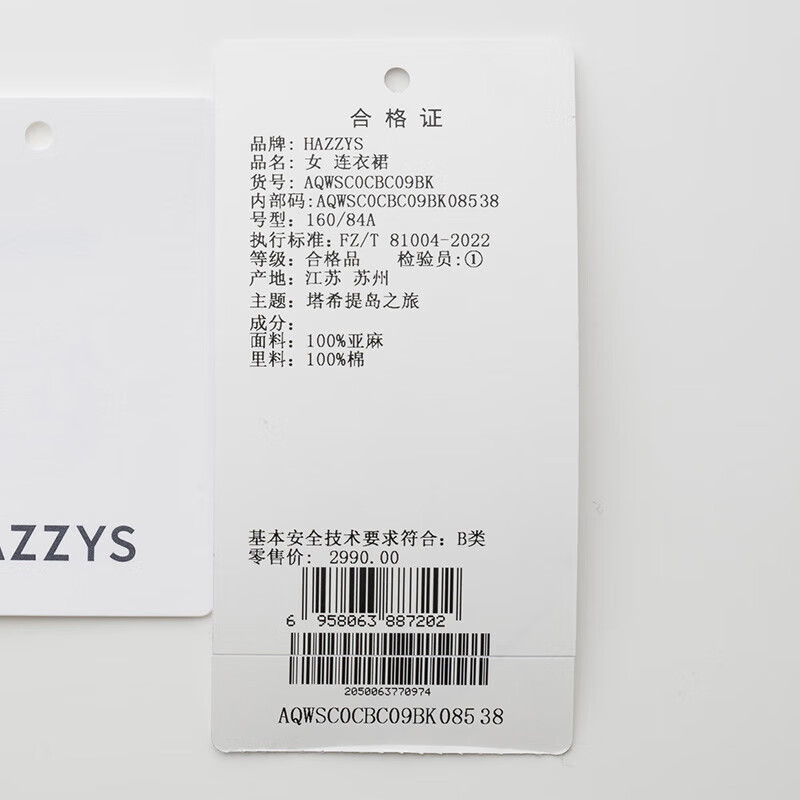 合格证
品牌: HAZZYS
品名: 女 连衣裙
货号: AQWSC0CBC09BK
内部码:AQWSC0CBC09BK08538
号型: 160/84A
执行标准: FZ/T 81004-2022
等级: 合格品 检验员:①
产地: 江苏 苏州
主题: 塔希提岛之旅
成分:
面料: 100%亚麻
里料: 100%棉
AZZYS
基本安全技术要求符合: B类
零售价: 2990.00
6 958063 887202
2050063770974
AQWSC0CBC09BK08538